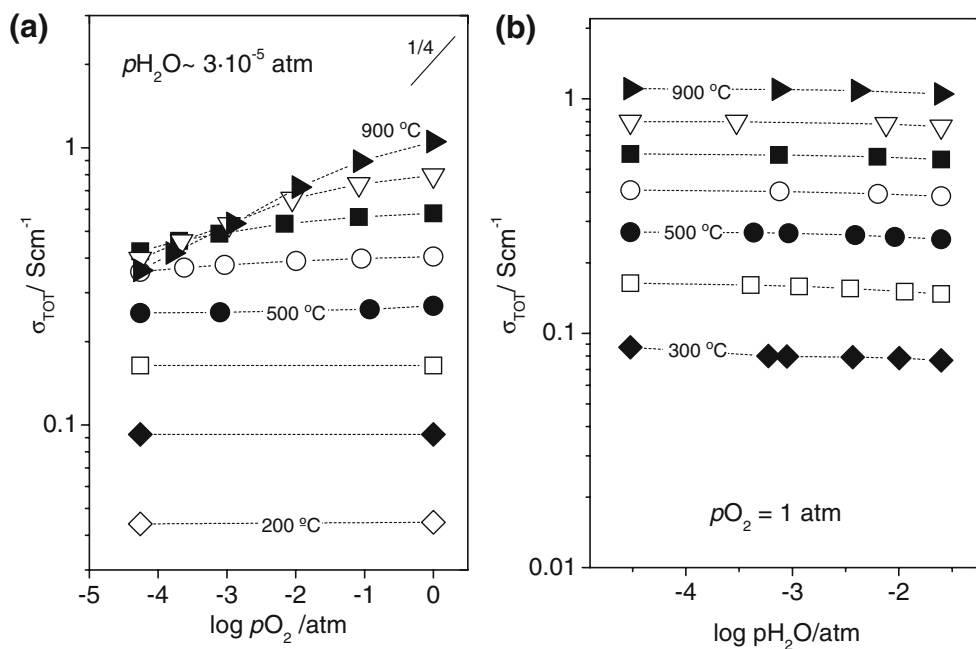 (a)
pH2O~ 3·10-5 atm
1/4
900 oC
500 oC
200 ºC
1
0.1
σTOT/ Scm-1
-5 -4 -3 -2 -1 0
log pO2 /atm
(b)
900 oC
500 oC
300 oC
pO2 = 1 atm
1
0.1
0.01
σTOT/ Scm-1
-4 -3 -2
log pH2O/atm